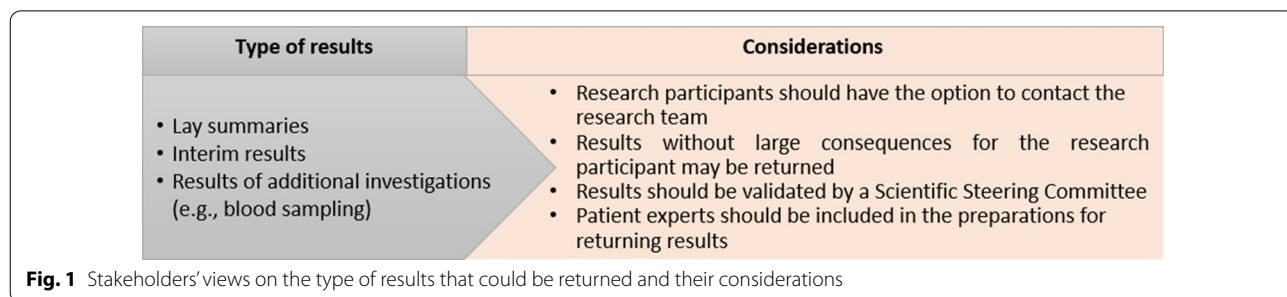 Type of results
Considerations
• Lay summaries
• Interim results
• Results of additional investigations
(e.g., blood sampling)
• Research participants should have the option to contact the
research team
• Results without large consequences for the research
participant may be returned
• Results should be validated by a Scientific Steering Committee
• Patient experts should be included in the preparations for
returning results
Fig. 1 Stakeholders’ views on the type of results that could be returned and their considerations